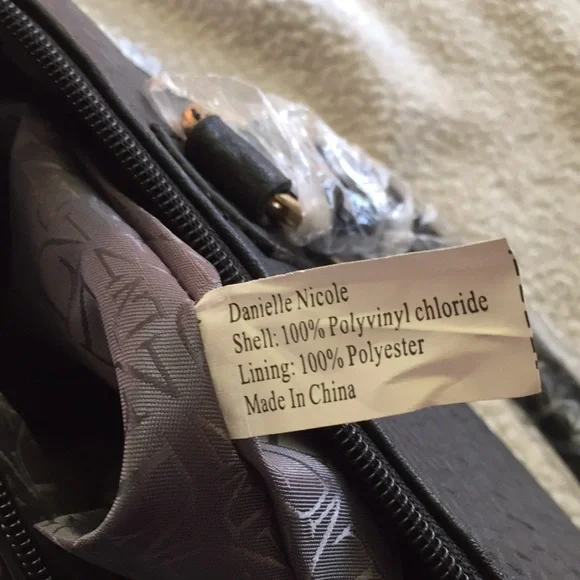 Danielle Nicole
Shell: 100% Polyvinyl chloride
Lining: 100% Polyester
Made In China